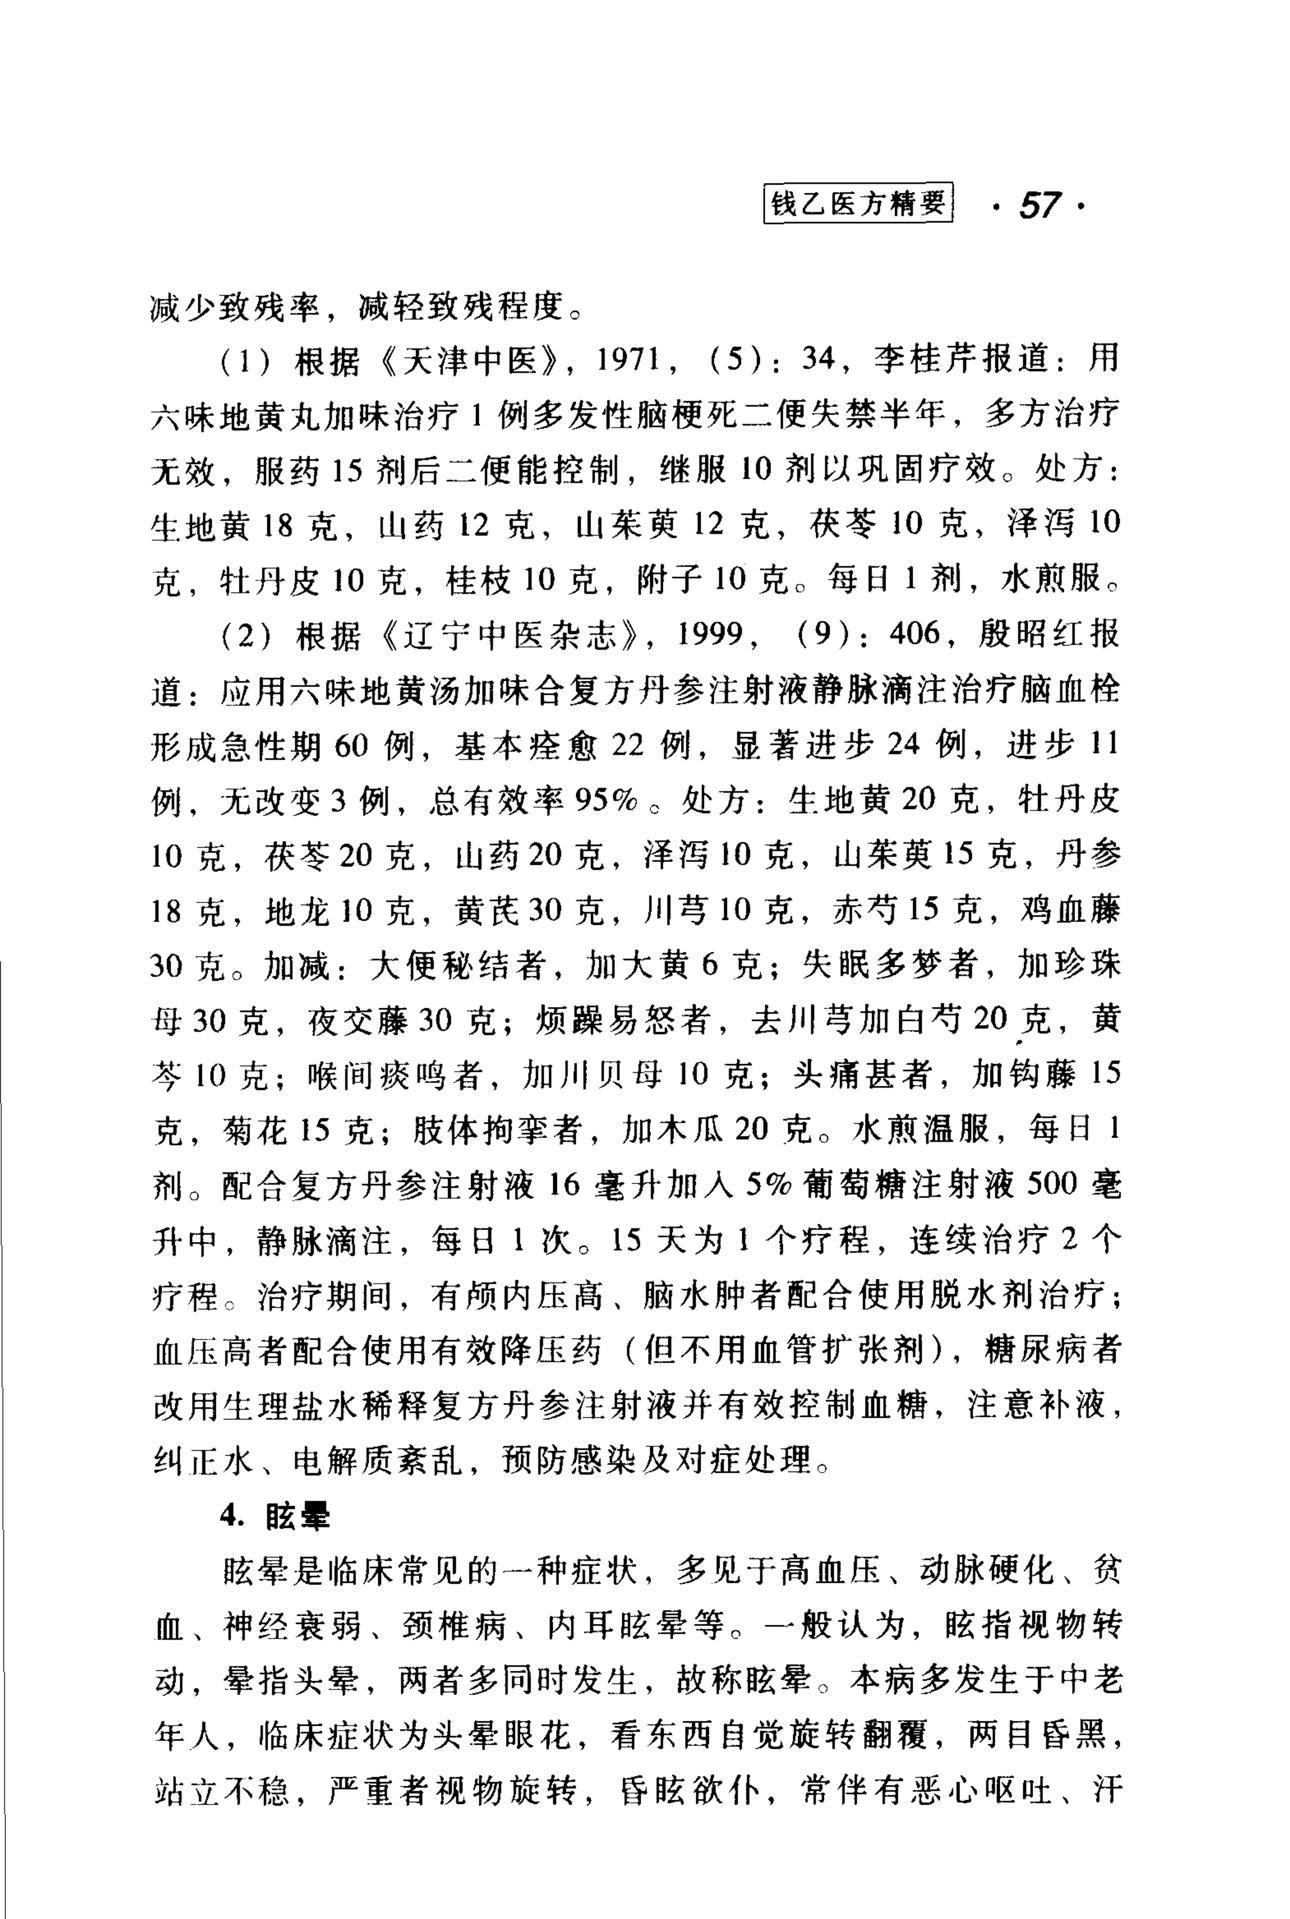 钱乙医方精要 · 57 ·
减少致残率，减轻致残程度。
（1）根据《天津中医》，1971，（5）：34，李桂芹报道：用
六味地黄丸加味治疗 1 例多发性脑梗死二便失禁半年，多方治疗
无效，服药 15 剂后二便能控制，继服 10 剂以巩固疗效。处方：
生地黄 18 克，山药 12 克，山茱萸 12 克，茯苓 10 克，泽泻 10
克，牡丹皮 10 克，桂枝 10 克，附子 10 克。每日 1 剂，水煎服。
（2）根据《辽宁中医杂志》，1999，（9）：406，殷昭红报
道：应用六味地黄汤加味合复方丹参注射液静脉滴注治疗脑血栓
形成急性期 60 例，基本痊愈 22 例，显著进步 24 例，进步 11
例，无改变 3 例，总有效率 95%。处方：生地黄 20 克，牡丹皮
10 克，茯苓 20 克，山药 20 克，泽泻 10 克，山茱萸 15 克，丹参
18 克，地龙 10 克，黄芪 30 克，川芎 10 克，赤芍 15 克，鸡血藤
30 克。加减：大便秘结者，加大黄 6 克；失眠多梦者，加珍珠
母 30 克，夜交藤 30 克；烦躁易怒者，去川芎加白芍 20 克，黄
芩 10 克；喉间痰鸣者，加川贝母 10 克；头痛甚者，加钩藤 15
克，菊花 15 克；肢体拘挛者，加木瓜 20 克。水煎温服，每日 1
剂。配合复方丹参注射液 16 毫升加入 5% 葡萄糖注射液 500 毫
升中，静脉滴注，每日 1 次。15 天为 1 个疗程，连续治疗 2 个
疗程。治疗期间，有颅内压高、脑水肿者配合使用脱水剂治疗；
血压高者配合使用有效降压药（但不用血管扩张剂），糖尿病者
改用生理盐水稀释复方丹参注射液并有效控制血糖，注意补液，
纠正水、电解质紊乱，预防感染及对症处理。
4. 眩晕
眩晕是临床常见的一种症状，多见于高血压、动脉硬化、贫
血、神经衰弱、颈椎病、内耳眩晕等。一般认为，眩指视物转
动，晕指头晕，两者多同时发生，故称眩晕。本病多发生于中老
年人，临床症状为头晕眼花，看东西自觉旋转翻覆，两目昏黑，
站立不稳，严重者视物旋转，昏眩欲仆，常伴有恶心呕吐、汗